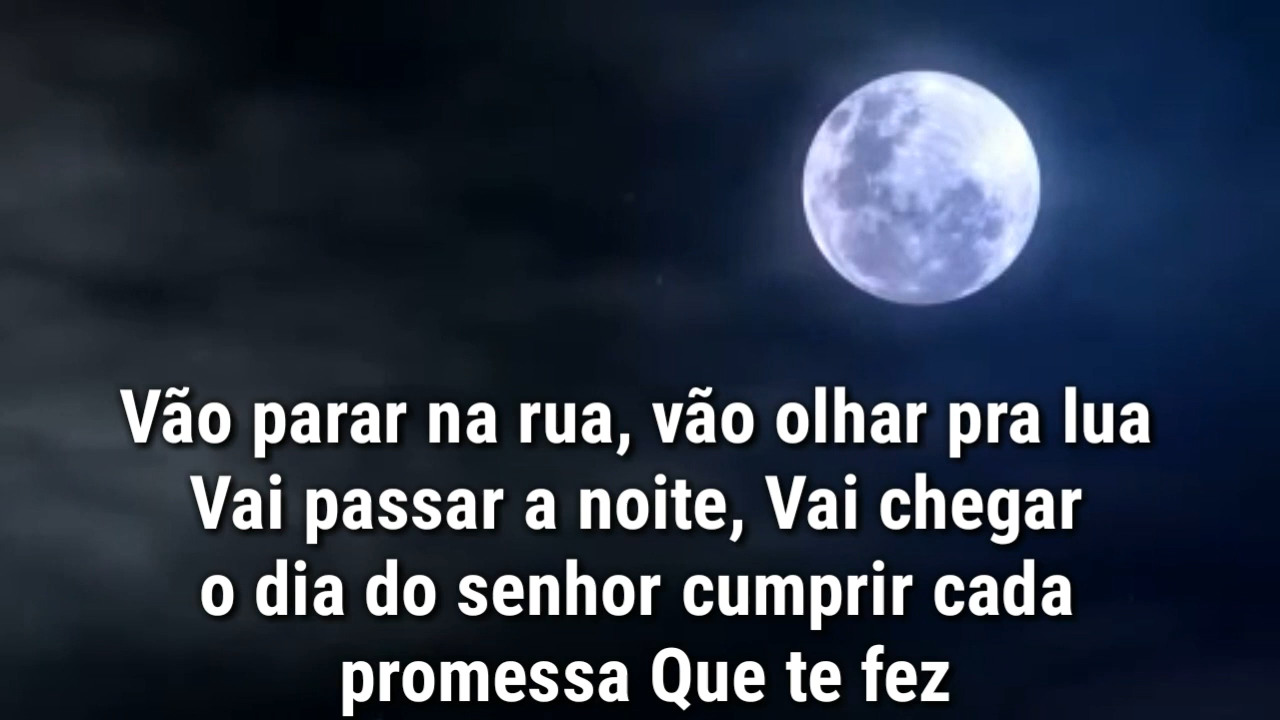 Vão parar na rua, vão olhar pra lua
Vai passar a noite, Vai chegar
o dia do senhor cumprir cada
promessa Que te fez